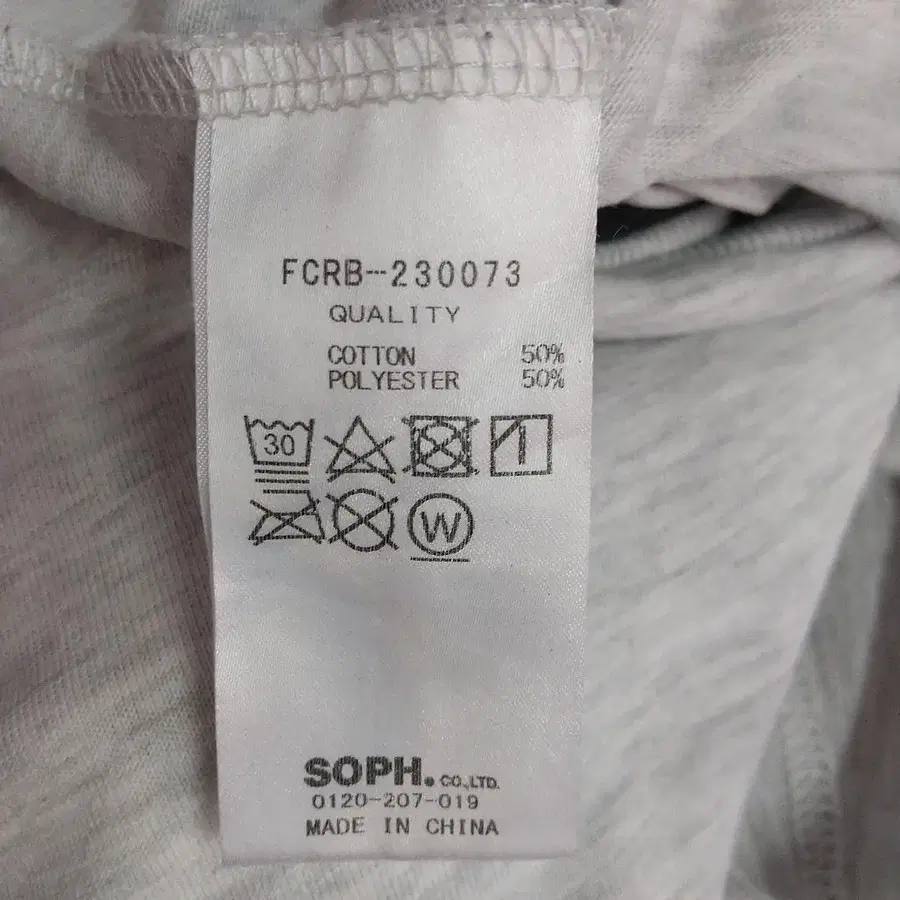 FCRB-230073
QUALITY
COTTON 50%
POLYESTER 50%
30
W
SOPH. CO.,LTD.
0120-207-019
MADE IN CHINA